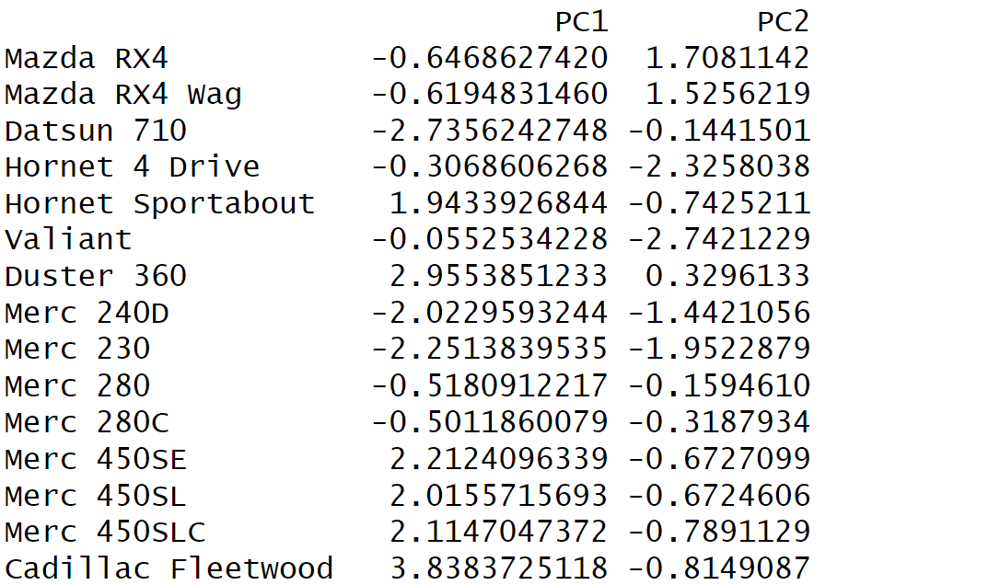 PC1 PC2
Mazda RX4 -0.6468627420 1.7081142
Mazda RX4 Wag -0.6194831460 1.5256219
Datsun 710 -2.7356242748 -0.1441501
Hornet 4 Drive -0.3068606268 -2.3258038
Hornet Sportabout 1.9433926844 -0.7425211
Valiant -0.0552534228 -2.7421229
Duster 360 2.9553851233 0.3296133
Merc 240D -2.0229593244 -1.4421056
Merc 230 -2.2513839535 -1.9522879
Merc 280 -0.5180912217 -0.1594610
Merc 280C -0.5011860079 -0.3187934
Merc 450SE 2.2124096339 -0.6727099
Merc 450SL 2.0155715693 -0.6724606
Merc 450SLC 2.1147047372 -0.7891129
Cadillac Fleetwood 3.8383725118 -0.8149087